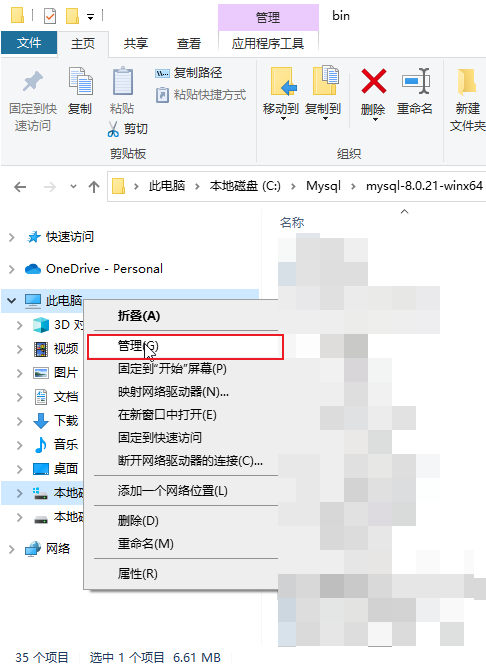 管理
bin
文件
主页
共享
查看
应用程序工具
固定到快速访问
复制
粘贴
复制路径
粘贴快捷方式
剪切
移动到
复制到
删除
重命名
新建
文件夹
剪贴板
组织
此电脑 > 本地磁盘 (C:) > Mysql > mysql-8.0.21-winx64
名称
快速访问
OneDrive - Personal
此电脑
3D
视频
图片
文档
下载
音乐
桌面
本地
本地
网络
折叠(A)
管理(G)
固定到"开始"屏幕(P)
映射网络驱动器(N)...
在新窗口中打开(E)
固定到快速访问
断开网络驱动器的连接(C)...
添加一个网络位置(L)
删除(D)
重命名(M)
属性(R)
35 个项目
选中 1 个项目 6.61 MB